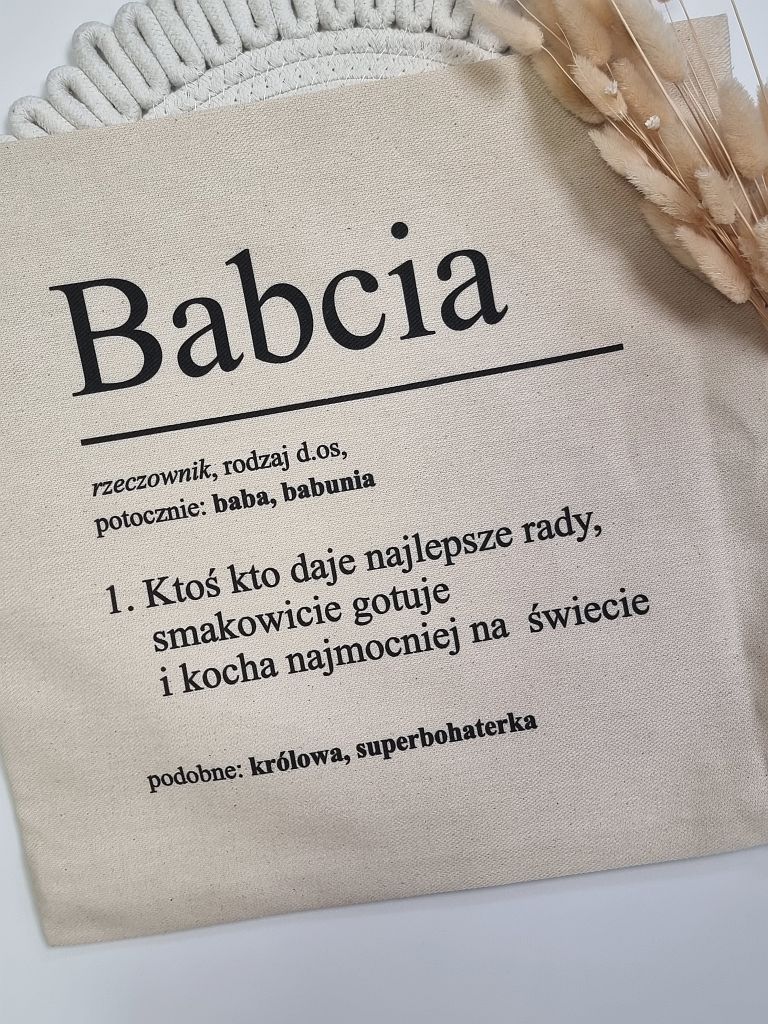 Babcia
rzeczownik, rodzaj d.os,
potocznie: baba, babunia
1. Ktoś kto daje najlepsze rady,
smakowicie gotuje
i kocha najmocniej na świecie
podobne: królowa, superbohaterka